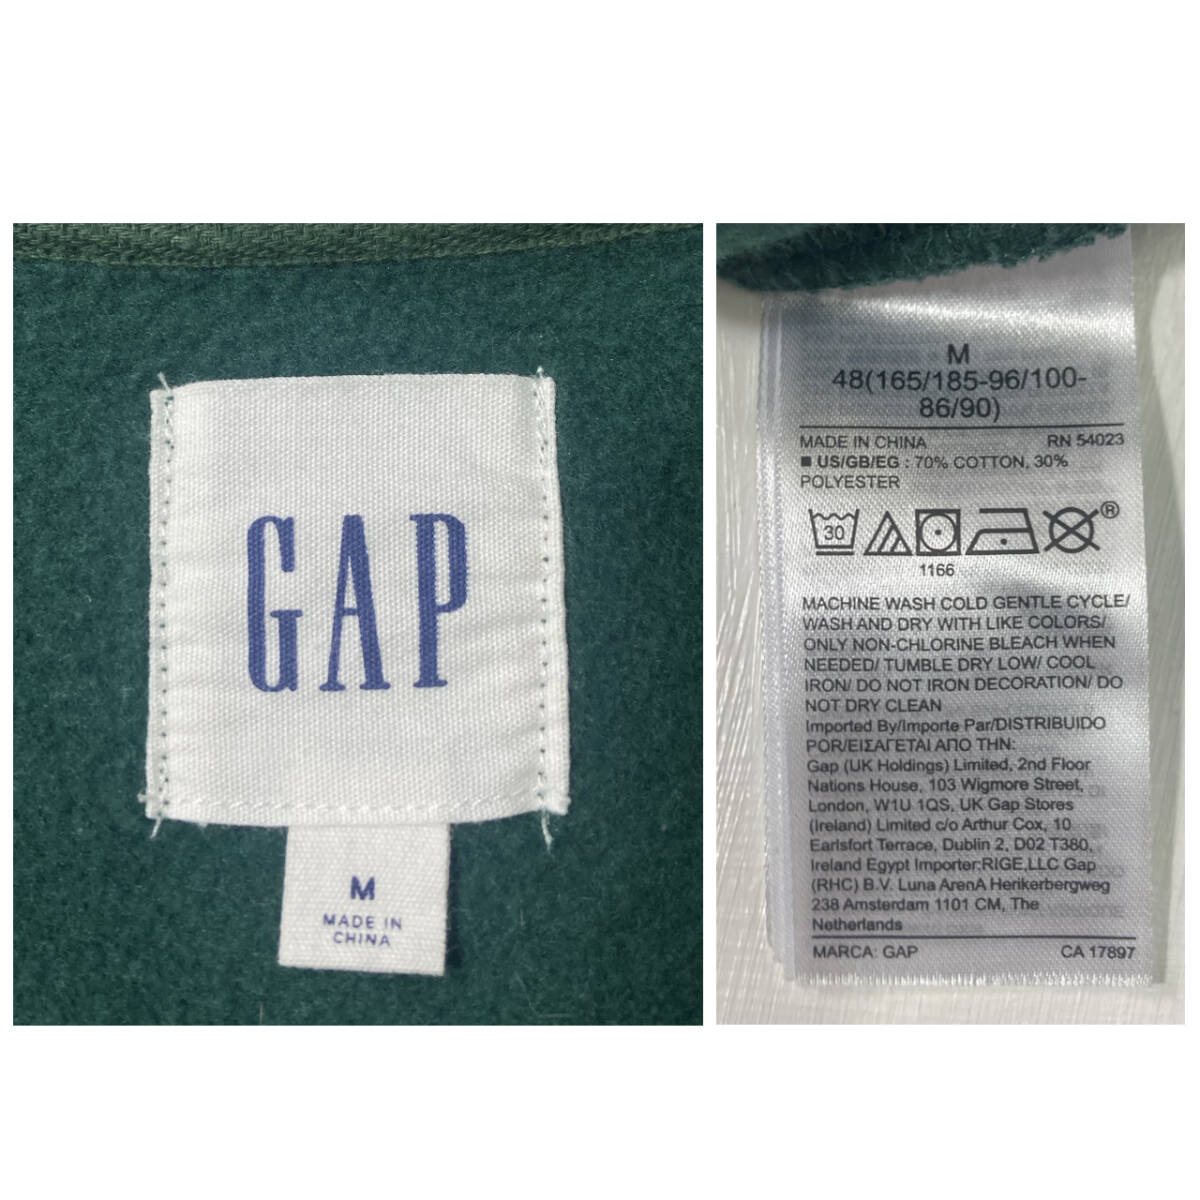 GAP
M
MADE IN
CHINA
M
48(165/185-96/100-
86/90)
MADE IN CHINA RN 54023
■ US/GB/EG : 70% COTTON, 30%
POLYESTER
30
®
1166
MACHINE WASH COLD GENTLE CYCLE/
WASH AND DRY WITH LIKE COLORS/
ONLY NON-CHLORINE BLEACH WHEN
NEEDED/ TUMBLE DRY LOW/ COOL
IRON/ DO NOT IRON DECORATION/ DO
NOT DRY CLEAN
Imported By/Importe Par/DISTRIBUIDO
POR/ΕΙΣΑΓΕΤΑΙ ΑΠΟ ΤΗΝ:
Gap (UK Holdings) Limited, 2nd Floor
Nations House, 103 Wigmore Street,
London, W1U 1QS, UK Gap Stores
(Ireland) Limited c/o Arthur Cox, 10
Earlsfort Terrace, Dublin 2, D02 T380,
Ireland Egypt Importer:RIGE,LLC Gap
(RHC) B.V. Luna ArenA Herikerbergweg
238 Amsterdam 1101 CM, The
Netherlands
MARCA: GAP CA 17897